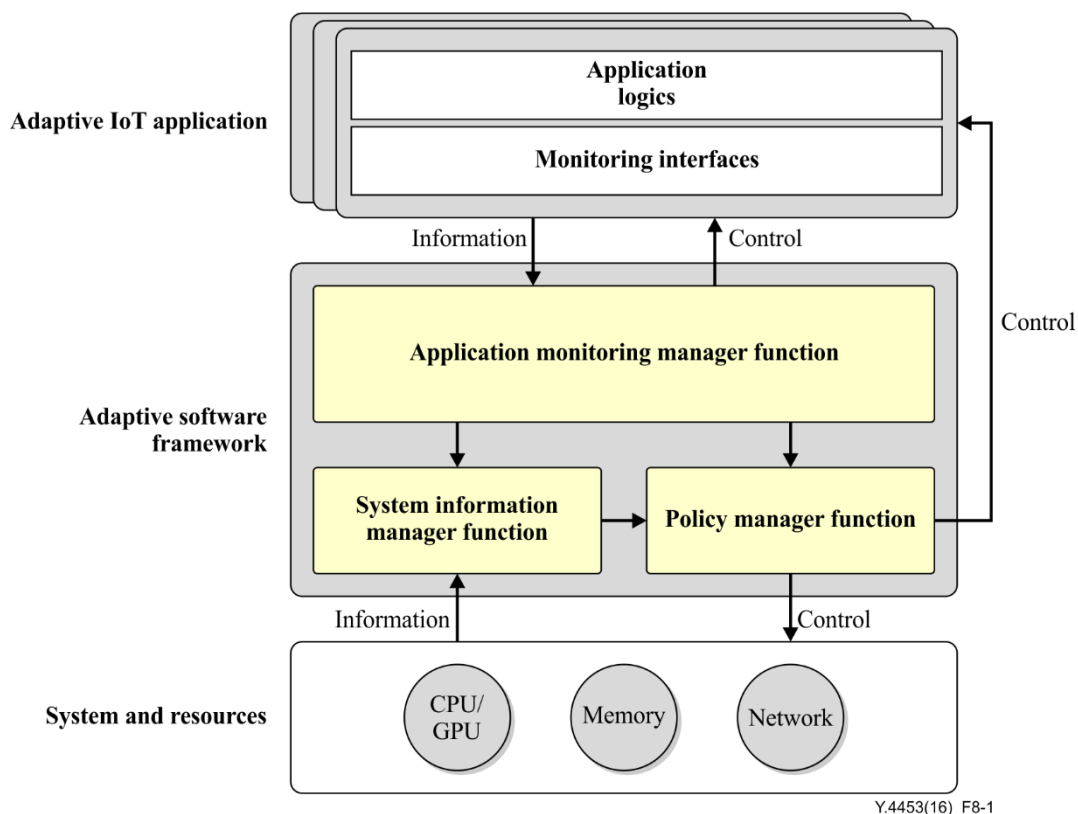 Application
logics
Adaptive IoT application
Monitoring interfaces
Information
Control
Control
Application monitoring manager function
Adaptive software
framework
System information
manager function
Policy manager function
Information
Control
System and resources
CPU/
GPU
Memory
Network
Y.4453(16)_F8-1